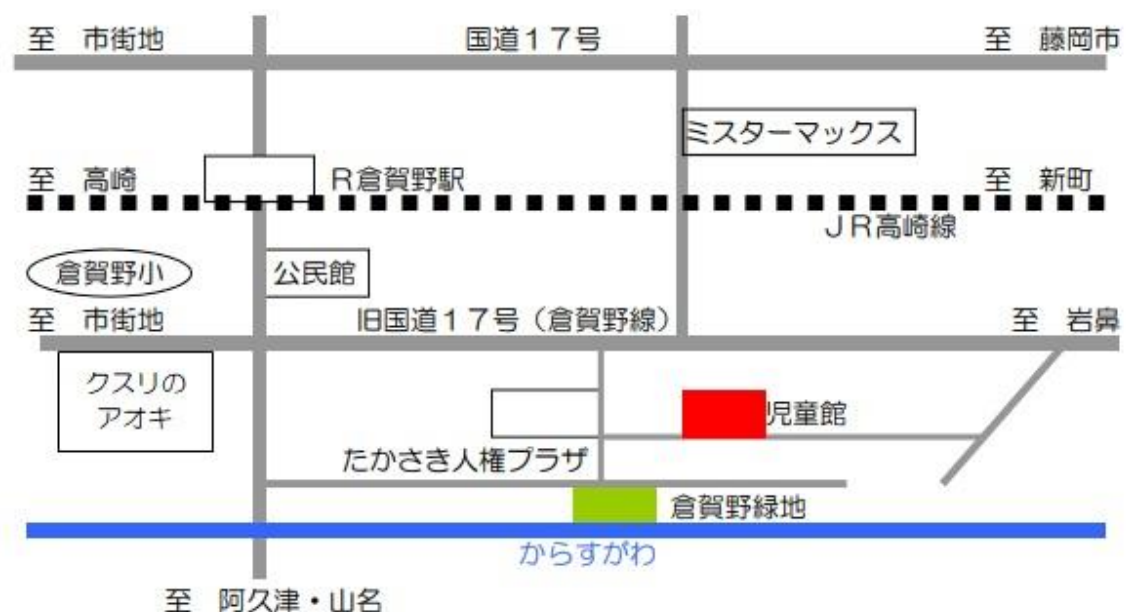 至　市街地
国道１７号
至　藤岡市
ミスターマックス
至　高崎
Ｒ倉賀野駅
至　新町
ＪＲ高崎線
倉賀野小
公民館
至　市街地
旧国道１７号（倉賀野線）
至　岩鼻
クスリの
アオキ
児童館
たかさき人権プラザ
倉賀野緑地
からすがわ
至　阿久津・山名